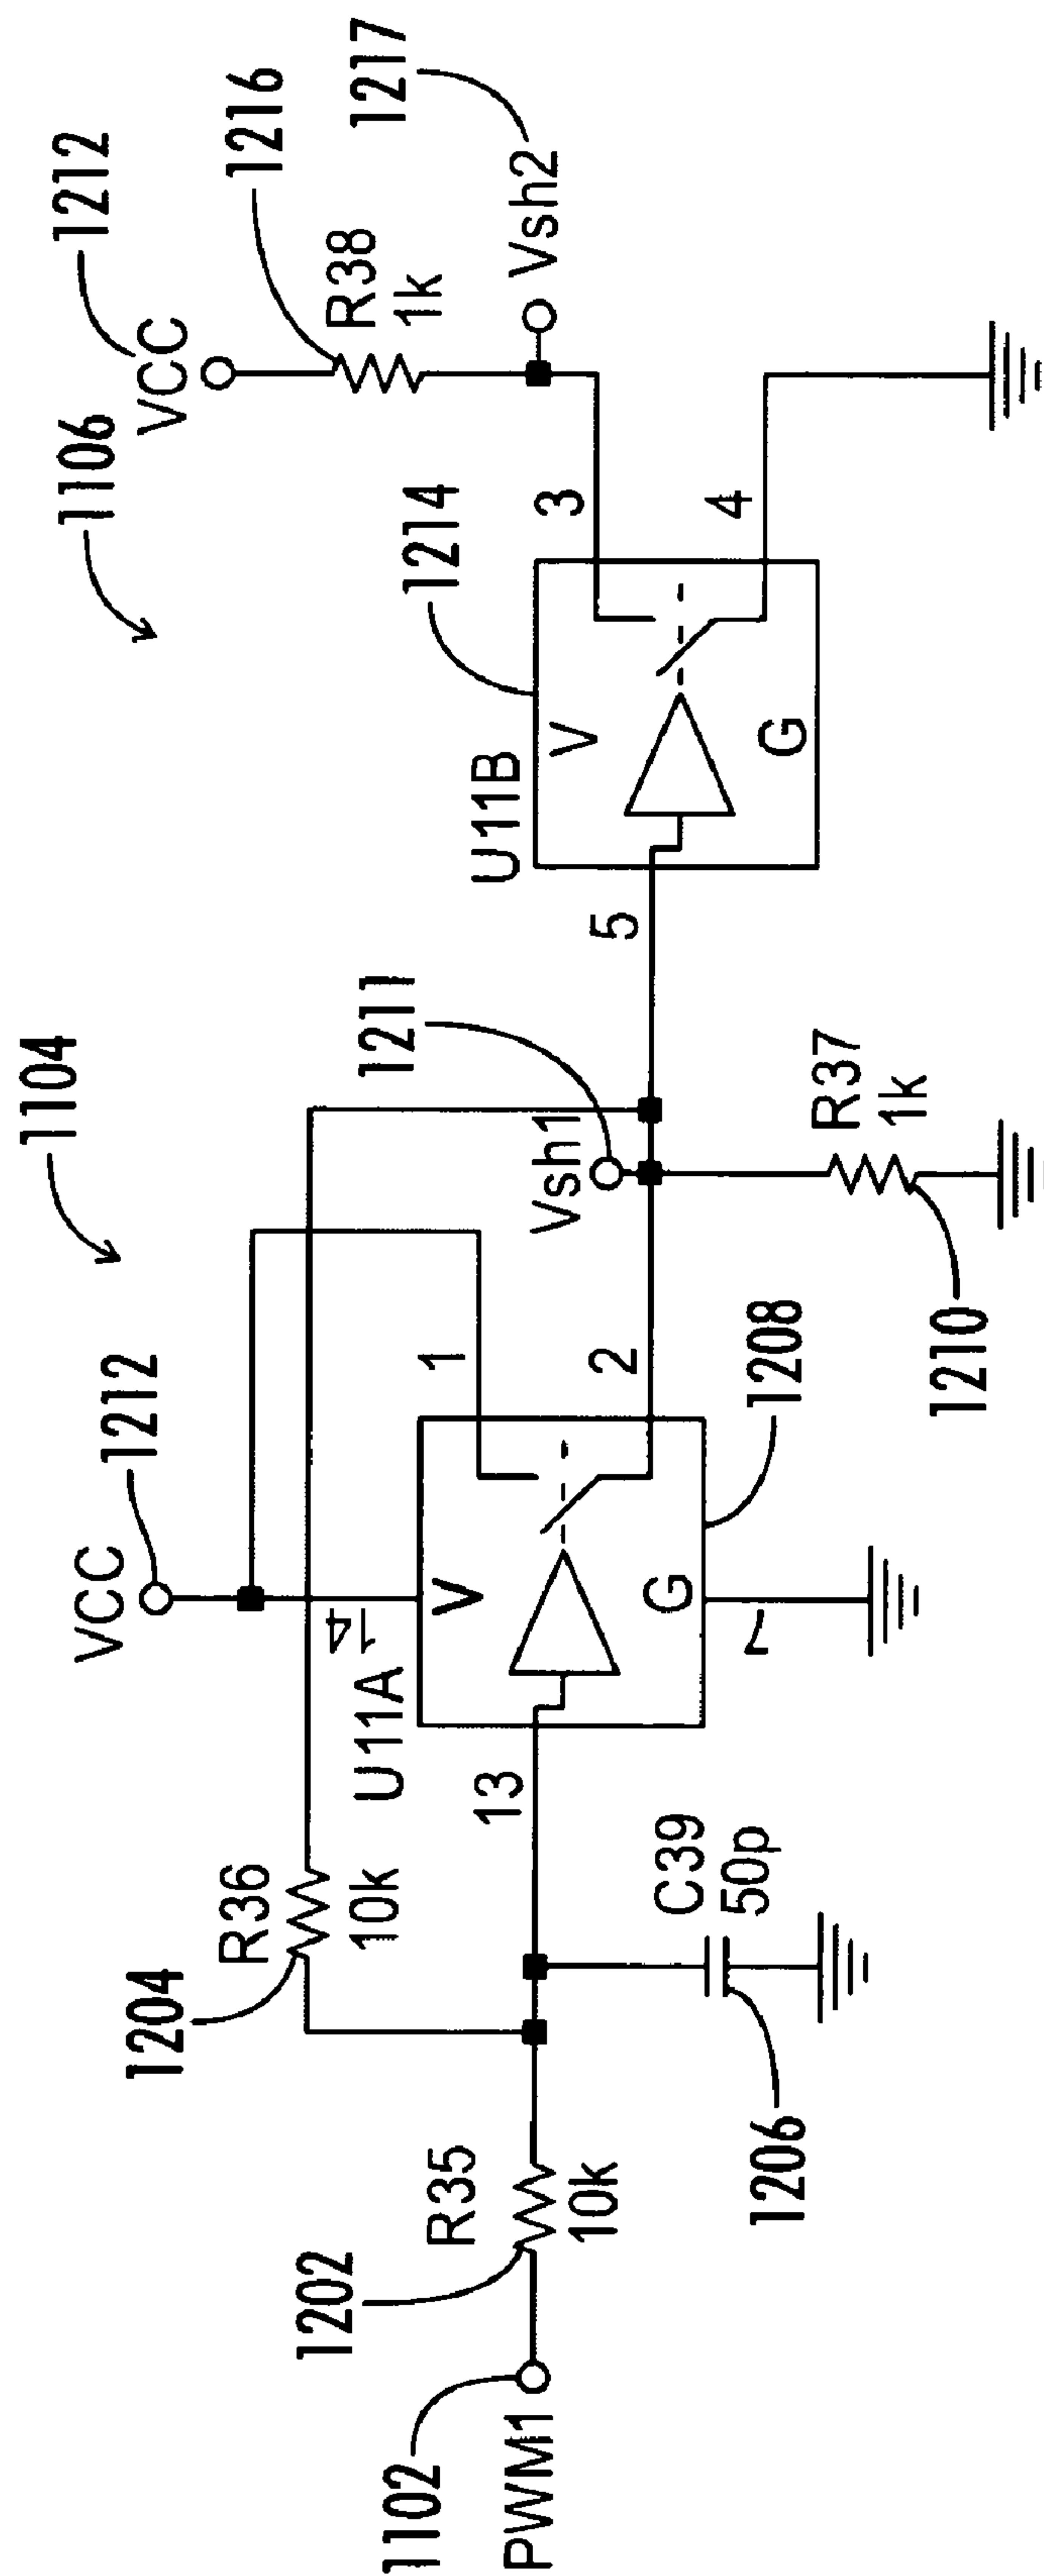 1104
1106
VCC
1212
VCC
1212
1216
R38
1k
1217
Vsh2
1204
R36
10k
14
U11A
V
1
1211
Vsh1
U11B
1214
V
3
1102
PWM1
1202
R35
10k
13
2
5
G
4
C39
50p
1206
G
7
1208
R37
1k
1210